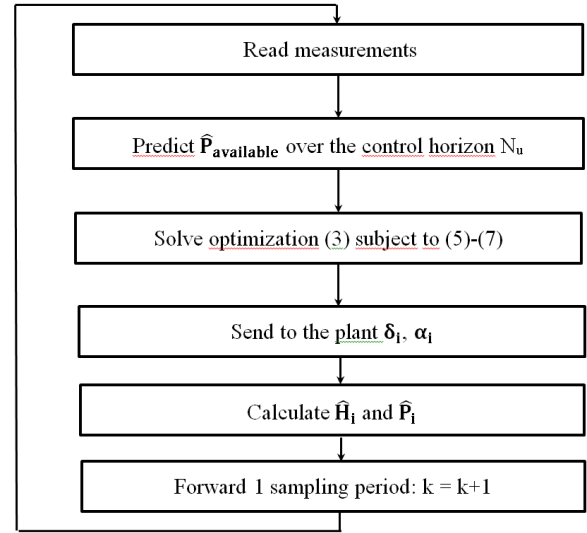 Read measurements
Predict P̂available over the control horizon Nu
Solve optimization (3) subject to (5)-(7)
Send to the plant δi, αi
Calculate Ĥi and P̂i
Forward 1 sampling period: k = k+1